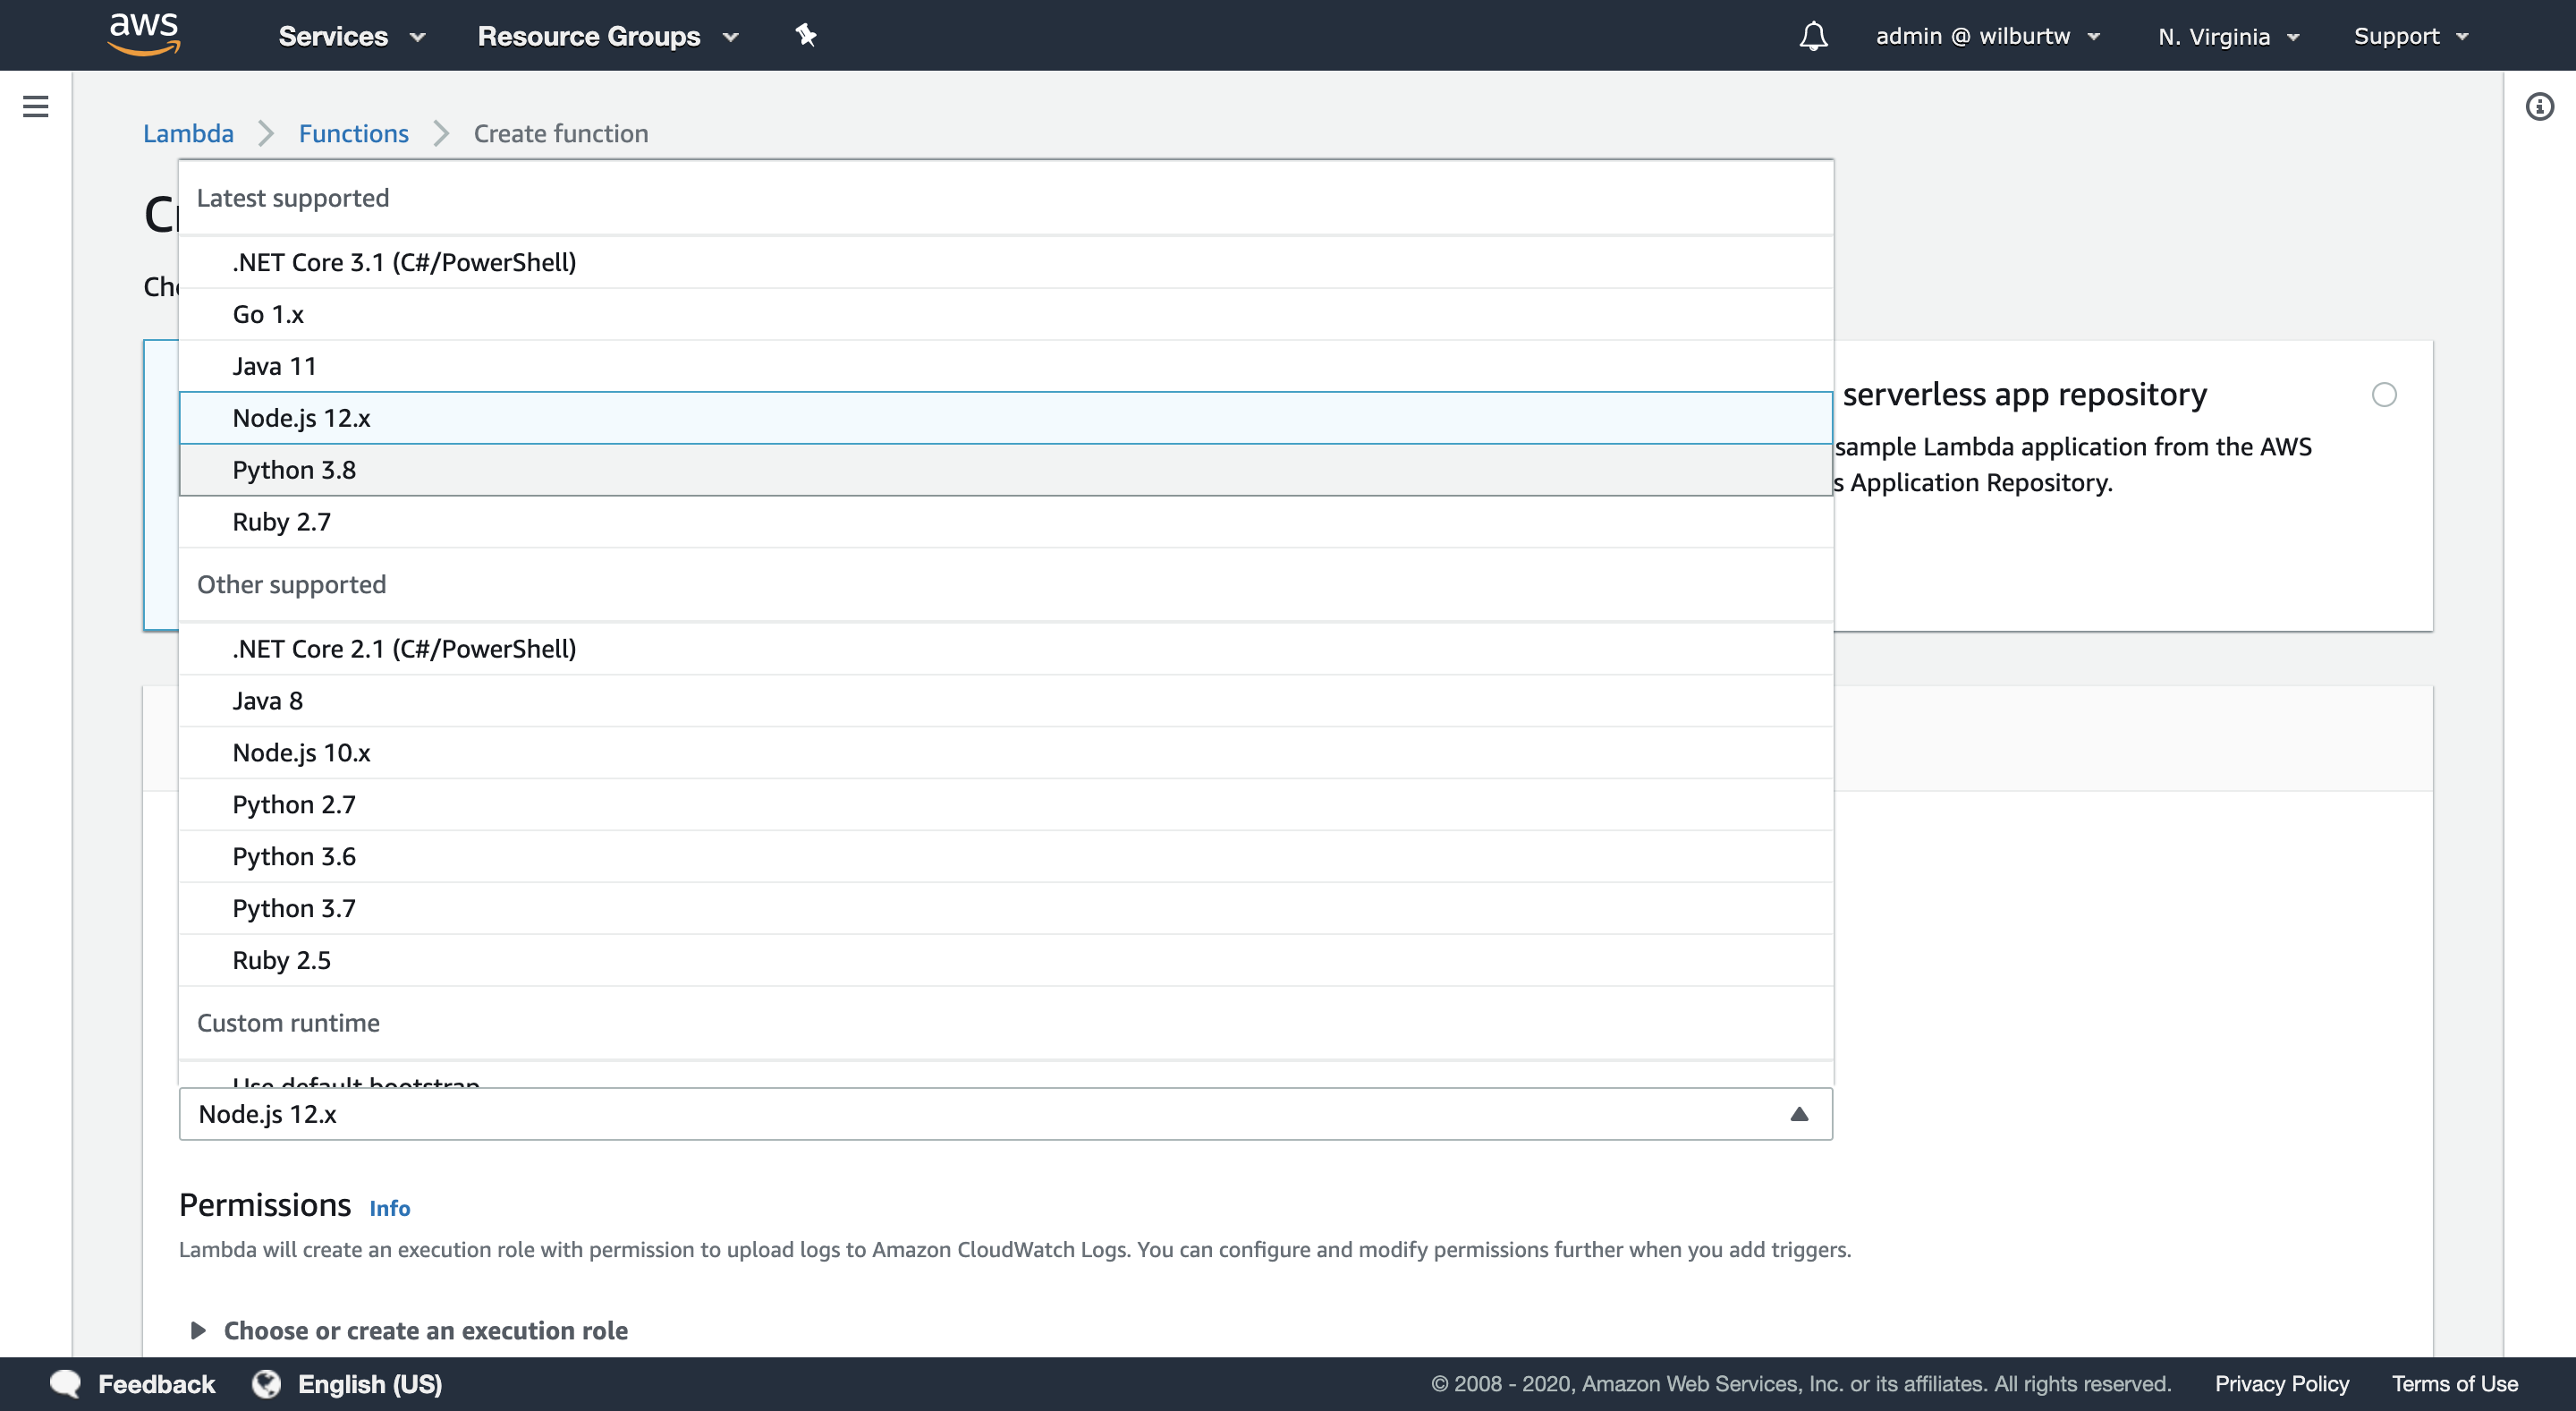 aws Services Resource Groups admin @ wilburtw N. Virginia Support
Lambda Functions Create function
Latest supported
.NET Core 3.1 (C#/PowerShell)
Go 1.x
Java 11
Node.js 12.x
serverless app repository
sample Lambda application from the AWS
Python 3.8
s Application Repository.
Ruby 2.7
Other supported
.NET Core 2.1 (C#/PowerShell)
Java 8
Node.js 10.x
Python 2.7
Python 3.6
Python 3.7
Ruby 2.5
Custom runtime
Use default bootstrap
Node.js 12.x
Permissions Info
Lambda will create an execution role with permission to upload logs to Amazon CloudWatch Logs. You can configure and modify permissions further when you add triggers.
Choose or create an execution role
Feedback English (US) © 2008 - 2020, Amazon Web Services, Inc. or its affiliates. All rights reserved. Privacy Policy Terms of Use